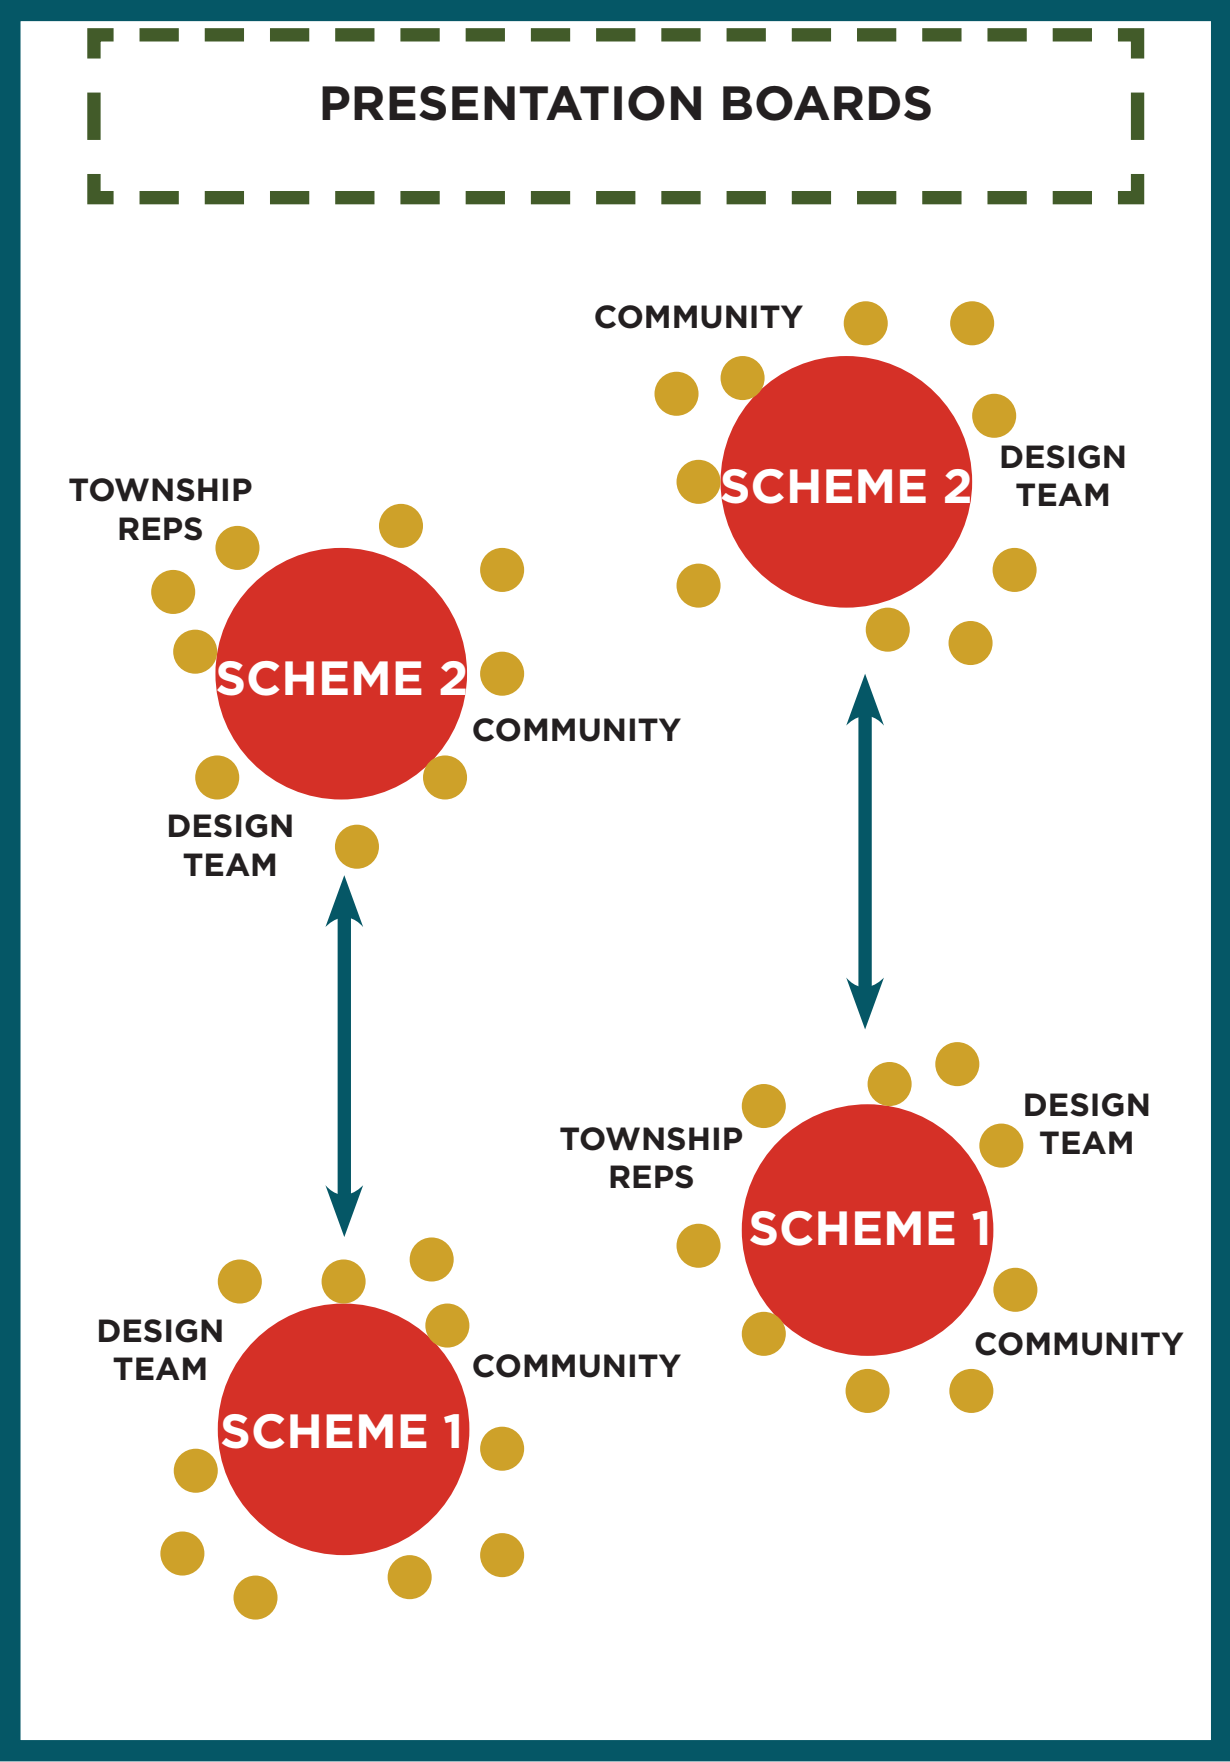 PRESENTATION BOARDS
COMMUNITY
SCHEME 2
DESIGN
TEAM
TOWNSHIP
REPS
SCHEME 2
COMMUNITY
DESIGN
TEAM
TOWNSHIP
REPS
DESIGN
TEAM
SCHEME 1
COMMUNITY
DESIGN
TEAM
COMMUNITY
SCHEME 1